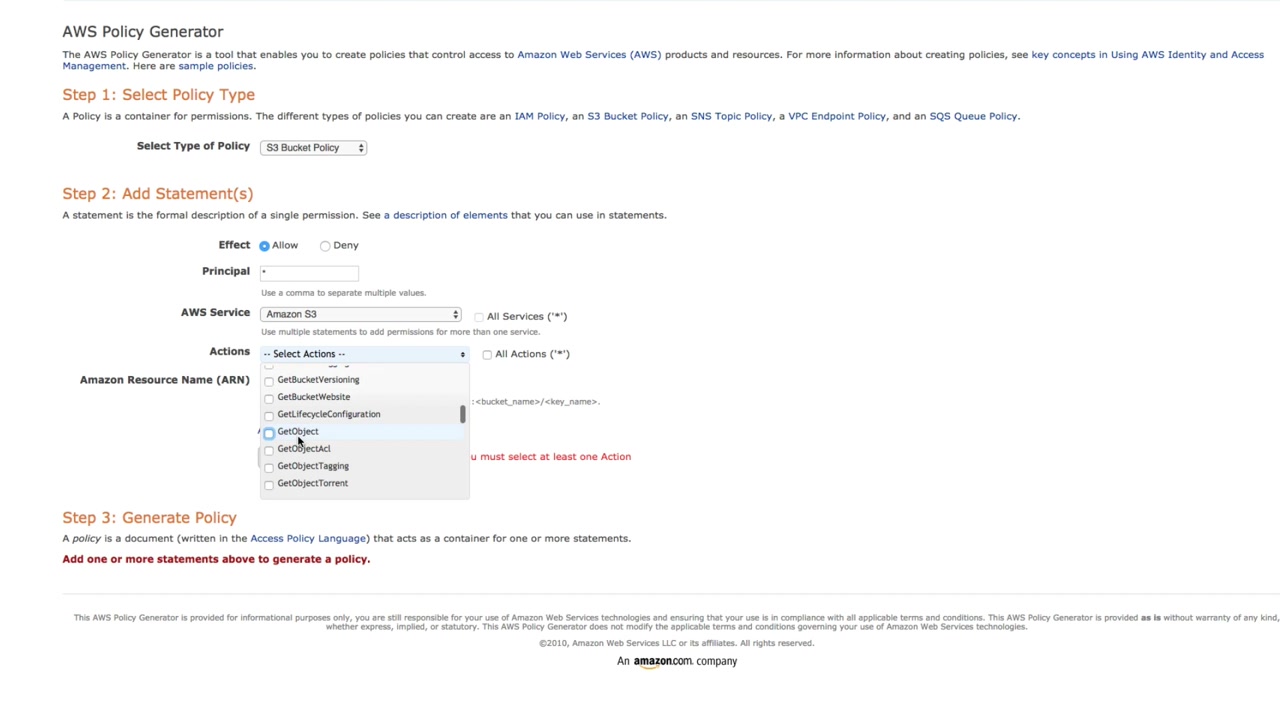 AWS Policy Generator
The AWS Policy Generator is a tool that enables you to create policies that control access to Amazon Web Services (AWS) products and resources. For more information about creating policies, see key concepts in Using AWS Identity and Access
Management. Here are sample policies.
Step 1: Select Policy Type
A Policy is a container for permissions. The different types of policies you can create are an IAM Policy, an S3 Bucket Policy, an SNS Topic Policy, a VPC Endpoint Policy, and an SQS Queue Policy.
Select Type of Policy S3 Bucket Policy
Step 2: Add Statement(s)
A statement is the formal description of a single permission. See a description of elements that you can use in statements.
Effect Allow Deny
Principal *
Use a comma to separate multiple values.
AWS Service Amazon S3 All Services ('*')
Use multiple statements to add permissions for more than one service.
Actions -- Select Actions -- All Actions ('*')
Amazon Resource Name (ARN) GetBucketVersioning
GetBucketWebsite :<bucket_name>/<key_name>.
GetLifecycleConfiguration
GetObject
GetObjectAcl
u must select at least one Action
GetObjectTagging
GetObjectTorrent
Step 3: Generate Policy
A policy is a document (written in the Access Policy Language) that acts as a container for one or more statements.
Add one or more statements above to generate a policy.
This AWS Policy Generator is provided for informational purposes only, you are still responsible for your use of Amazon Web Services technologies and ensuring that your use is in compliance with all applicable terms and conditions. This AWS Policy Generator is provided as is without warranty of any kind,
whether express, implied, or statutory. This AWS Policy Generator does not modify the applicable terms and conditions governing your use of Amazon Web Services technologies.
©2010, Amazon Web Services LLC or its affiliates. All rights reserved.
An amazon.com. company